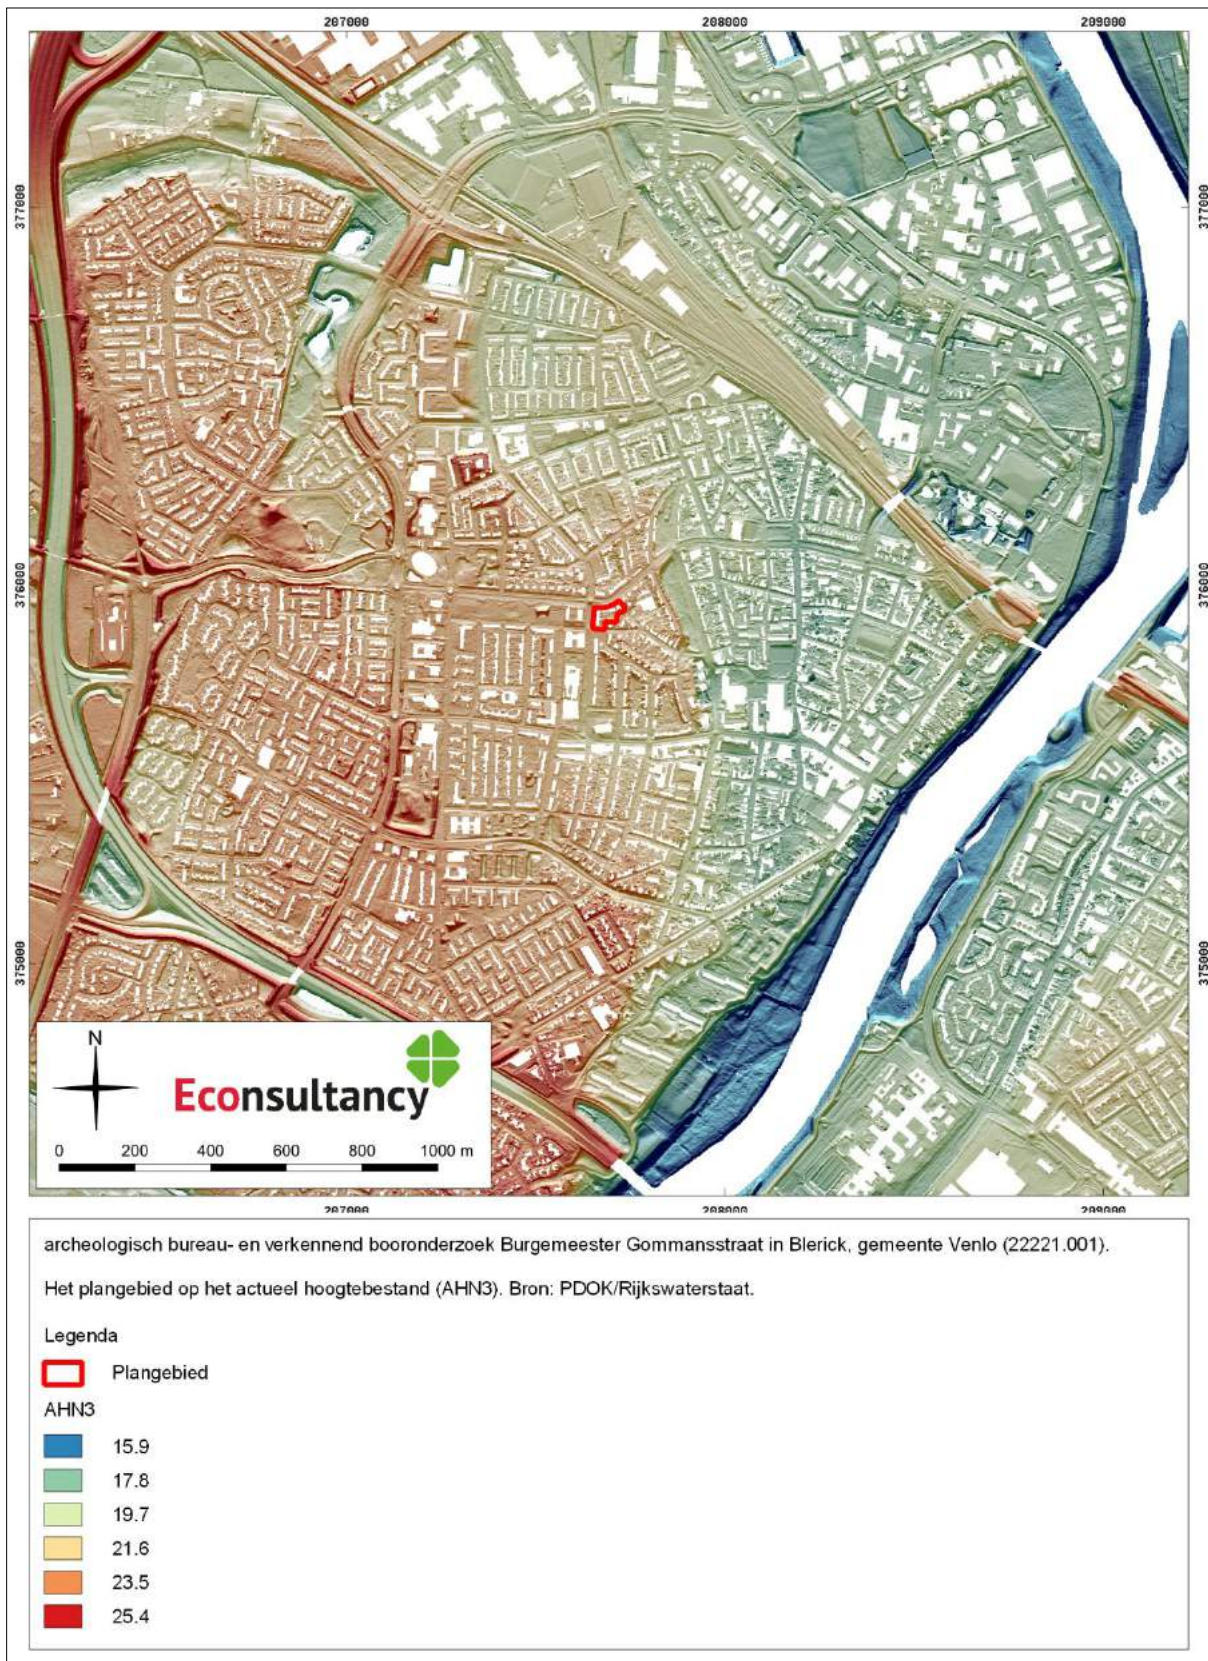 207000 208000 209000
377000 377000
376000 376000
375000 375000
N
Econsultancy
0 200 400 600 800 1000 m
207000 208000 209000
archeologisch bureau- en verkennend booronderzoek Burgemeester Gommansstraat in Blerick, gemeente Venlo (22221.001).
Het plangebied op het actueel hoogtebestand (AHN3). Bron: PDOK/Rijkswaterstaat.
Legenda
Plangebied
AHN3
15.9
17.8
19.7
21.6
23.5
25.4